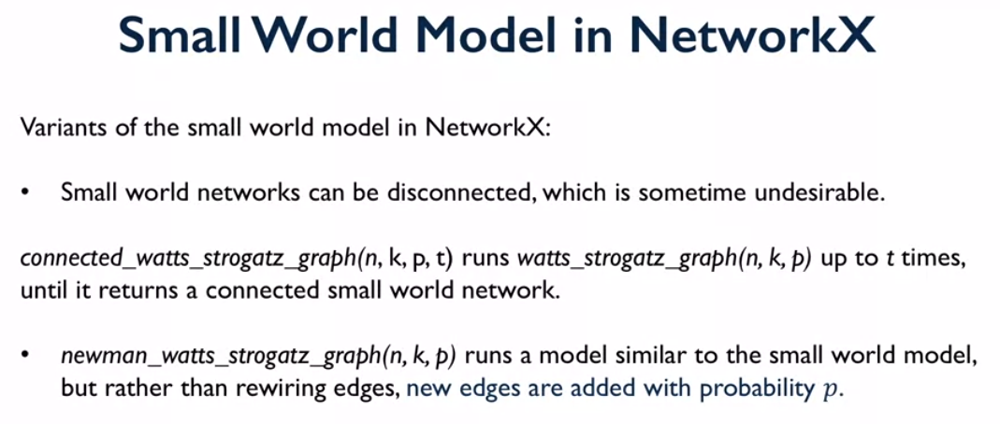 Small World Model in NetworkX
Variants of the small world model in NetworkX:
• Small world networks can be disconnected, which is sometime undesirable.
connected_watts_strogatz_graph(n, k, p, t) runs watts_strogatz_graph(n, k, p) up to t times,
until it returns a connected small world network.
• newman_watts_strogatz_graph(n, k, p) runs a model similar to the small world model,
but rather than rewiring edges, new edges are added with probability p.